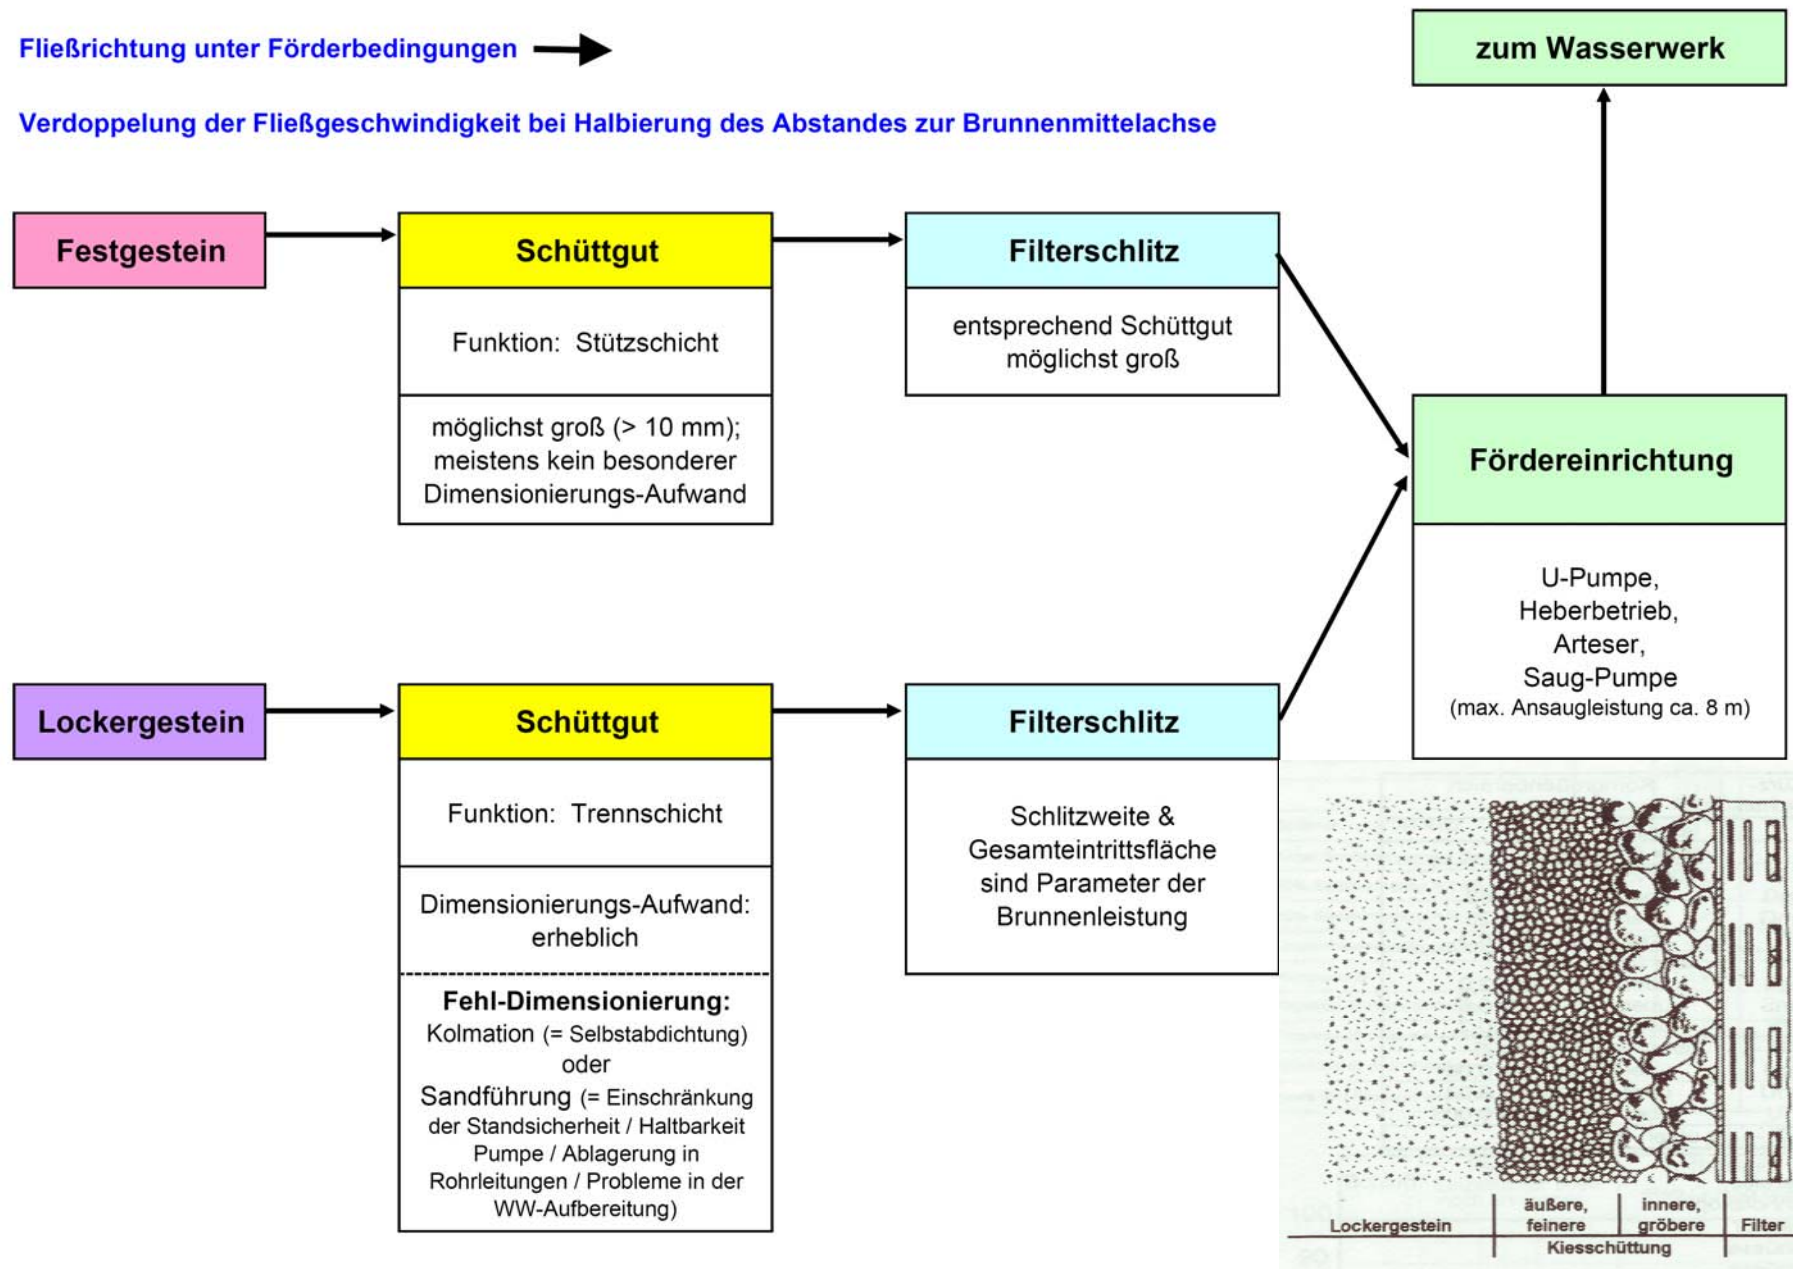 Fließrichtung unter Förderbedingungen
zum Wasserwerk
Verdoppelung der Fließgeschwindigkeit bei Halbierung des Abstandes zur Brunnenmittelachse
Festgestein
Schüttgut
Funktion: Stützschicht
möglichst groß (> 10 mm);
meistens kein besonderer
Dimensionierungs-Aufwand
Filterschlitz
entsprechend Schüttgut
möglichst groß
Fördereinrichtung
U-Pumpe,
Heberbetrieb,
Arteser,
Saug-Pumpe
(max. Ansaugleistung ca. 8 m)
Lockergestein
Schüttgut
Funktion: Trennschicht
Dimensionierungs-Aufwand:
erheblich
Fehl-Dimensionierung:
Kolmation (= Selbstabdichtung)
oder
Sandführung (= Einschränkung
der Standsicherheit / Haltbarkeit
Pumpe / Ablagerung in
Rohrleitungen / Probleme in der
WW-Aufbereitung)
Filterschlitz
Schlitzweite &
Gesamteintrittsfläche
sind Parameter der
Brunnenleistung
Lockergestein
äußere,
feinere
innere,
gröbere
Filter
Kiesschüttung